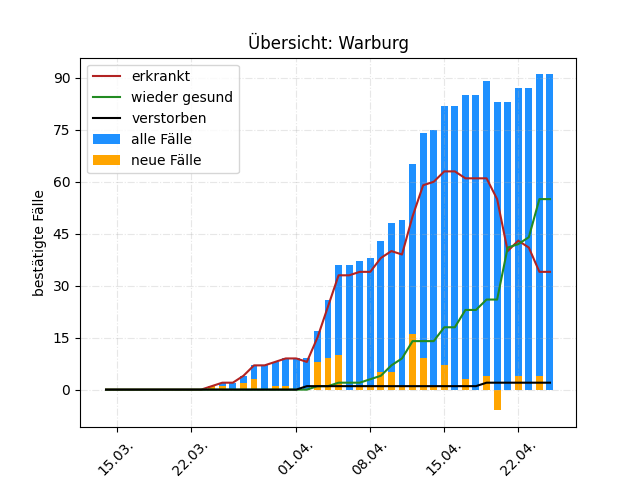 Übersicht: Warburg
erkrankt
wieder gesund
verstorben
alle Fälle
neue Fälle
bestätigte Fälle
90
75
60
45
30
15
0
15.03.
22.03.
01.04.
08.04.
15.04.
22.04.